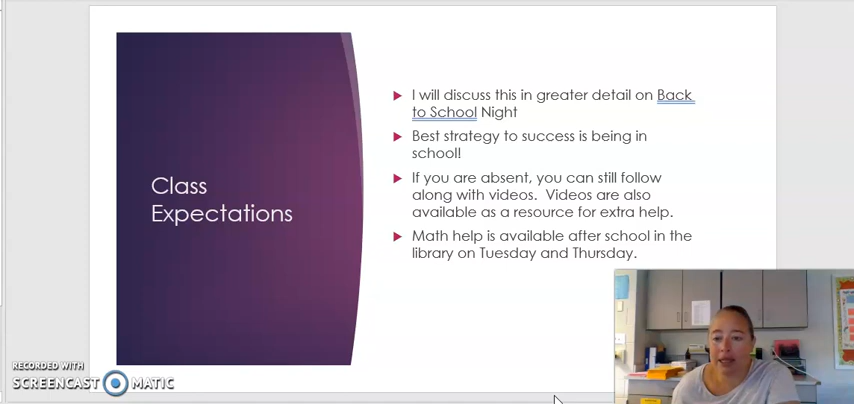 Class
Expectations
I will discuss this in greater detail on Back
to School Night
Best strategy to success is being in
school!
If you are absent, you can still follow
along with videos.  Videos are also
available as a resource for extra help.
Math help is available after school in the
library on Tuesday and Thursday.
RECORDED WITH
SCREENCAST MATIC